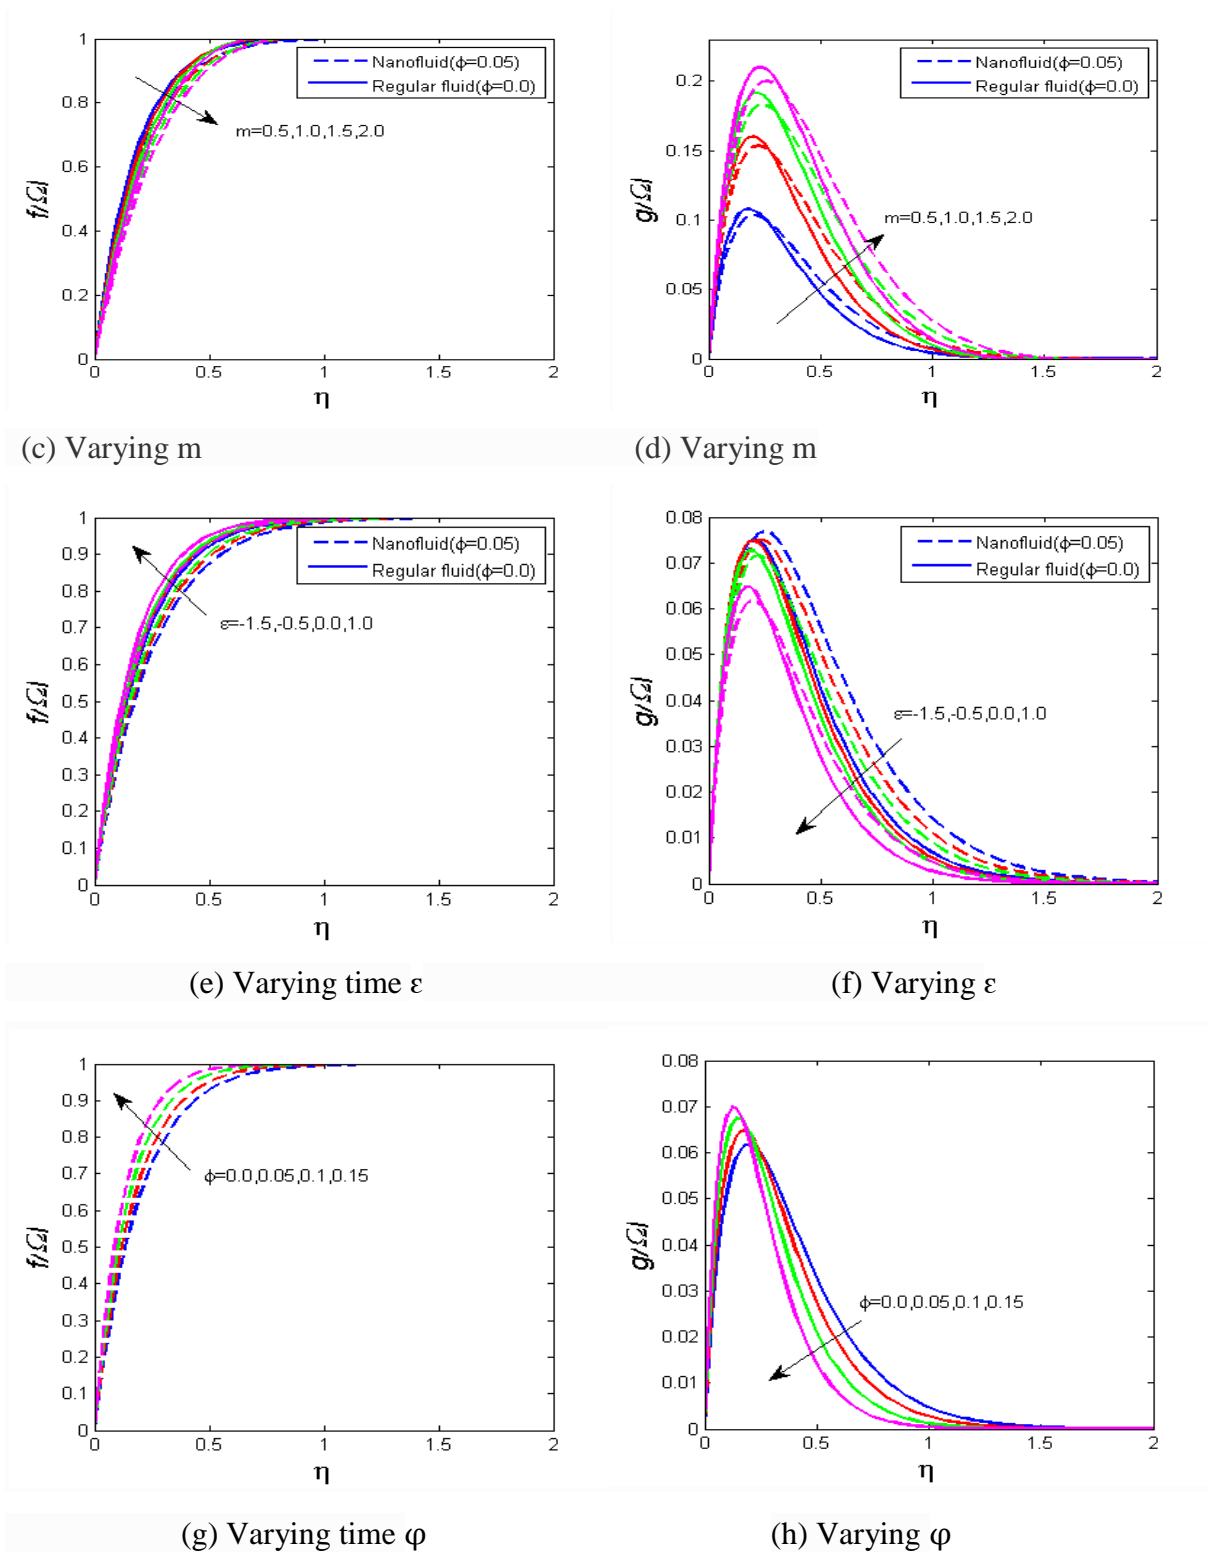 1
0.8
0.6
0.4
0.2
0
0 0.5 1 1.5 2
f/Ω
η
Nanofluid(ϕ=0.05)
Regular fluid(ϕ=0.0)
m=0.5,1.0,1.5,2.0
0.2
0.15
0.1
0.05
0
0 0.5 1 1.5 2
g/Ω
η
Nanofluid(ϕ=0.05)
Regular fluid(ϕ=0.0)
m=0.5,1.0,1.5,2.0
(c) Varying m
(d) Varying m
1
0.9
0.8
0.7
0.6
0.5
0.4
0.3
0.2
0.1
0
0 0.5 1 1.5 2
f/Ω
η
Nanofluid(ϕ=0.05)
Regular fluid(ϕ=0.0)
ε=-1.5,-0.5,0.0,1.0
0.08
0.07
0.06
0.05
0.04
0.03
0.02
0.01
0
0 0.5 1 1.5 2
g/Ω
η
Nanofluid(ϕ=0.05)
Regular fluid(ϕ=0.0)
ε=-1.5,-0.5,0.0,1.0
(e) Varying time ε
(f) Varying ε
1
0.9
0.8
0.7
0.6
0.5
0.4
0.3
0.2
0.1
0
0 0.5 1 1.5 2
f/Ω
η
ϕ=0.0,0.05,0.1,0.15
0.08
0.07
0.06
0.05
0.04
0.03
0.02
0.01
0
0 0.5 1 1.5 2
g/Ω
η
ϕ=0.0,0.05,0.1,0.15
(g) Varying time φ
(h) Varying φ